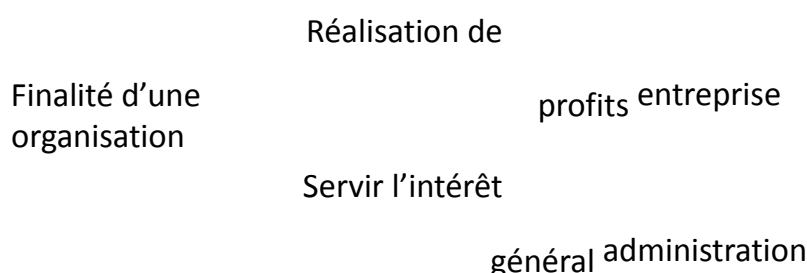 Réalisation de
Finalité d’une
organisation
profits entreprise
Servir l’intérêt
général administration